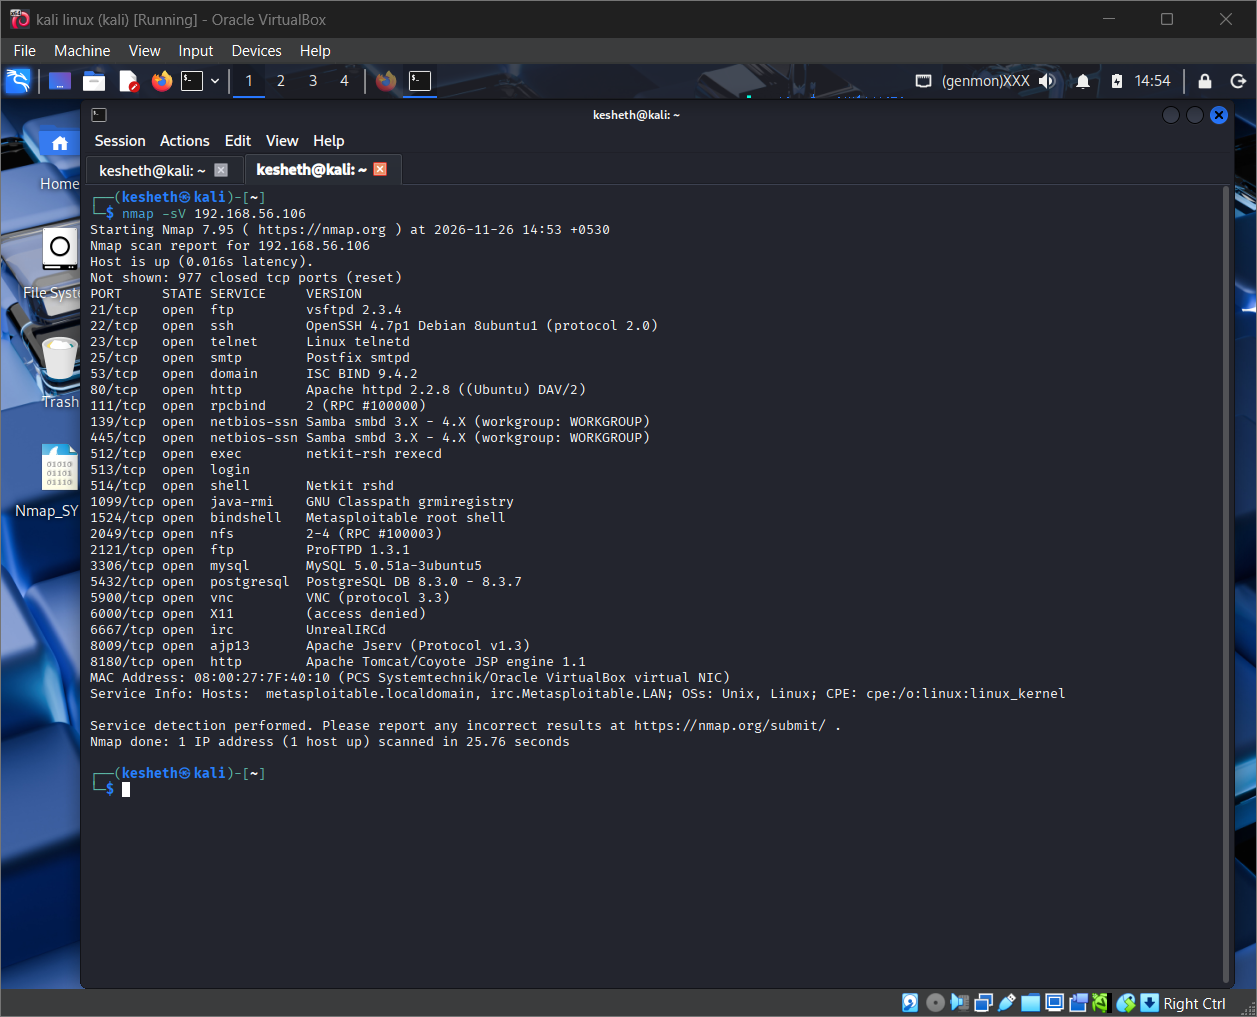 kali linux (kali) [Running] - Oracle VirtualBox
File Machine View Input Devices Help
1 2 3 4 (genmon)XXX 14:54
kesheth@kali: ~
Session Actions Edit View Help
kesheth@kali: ~ kesheth@kali: ~
Home
File Syste
Trash
01010
01101
011101
Nmap_SY
┌──(kesheth㉿kali)-[~]
└─$ nmap -sV 192.168.56.106
Starting Nmap 7.95 ( https://nmap.org ) at 2026-11-26 14:53 +0530
Nmap scan report for 192.168.56.106
Host is up (0.016s latency).
Not shown: 977 closed tcp ports (reset)
PORT     STATE SERVICE     VERSION
21/tcp   open  ftp         vsftpd 2.3.4
22/tcp   open  ssh         OpenSSH 4.7p1 Debian 8ubuntu1 (protocol 2.0)
23/tcp   open  telnet      Linux telnetd
25/tcp   open  smtp        Postfix smtpd
53/tcp   open  domain      ISC BIND 9.4.2
80/tcp   open  http        Apache httpd 2.2.8 ((Ubuntu) DAV/2)
111/tcp  open  rpcbind     2 (RPC #100000)
139/tcp  open  netbios-ssn Samba smbd 3.X - 4.X (workgroup: WORKGROUP)
445/tcp  open  netbios-ssn Samba smbd 3.X - 4.X (workgroup: WORKGROUP)
512/tcp  open  exec        netkit-rsh rexecd
513/tcp  open  login
514/tcp  open  shell       Netkit rshd
1099/tcp open  java-rmi    GNU Classpath grmiregistry
1524/tcp open  bindshell   Metasploitable root shell
2049/tcp open  nfs         2-4 (RPC #100003)
2121/tcp open  ftp         ProFTPD 1.3.1
3306/tcp open  mysql       MySQL 5.0.51a-3ubuntu5
5432/tcp open  postgresql  PostgreSQL DB 8.3.0 - 8.3.7
5900/tcp open  vnc         VNC (protocol 3.3)
6000/tcp open  X11         (access denied)
6667/tcp open  irc         UnrealIRCd
8009/tcp open  ajp13       Apache Jserv (Protocol v1.3)
8180/tcp open  http        Apache Tomcat/Coyote JSP engine 1.1
MAC Address: 08:00:27:7F:40:10 (PCS Systemtechnik/Oracle VirtualBox virtual NIC)
Service Info: Hosts:  metasploitable.localdomain, irc.Metasploitable.LAN; OSs: Unix, Linux; CPE: cpe:/o:linux:linux_kernel
Service detection performed. Please report any incorrect results at https://nmap.org/submit/ .
Nmap done: 1 IP address (1 host up) scanned in 25.76 seconds
┌──(kesheth㉿kali)-[~]
└─$
Right Ctrl